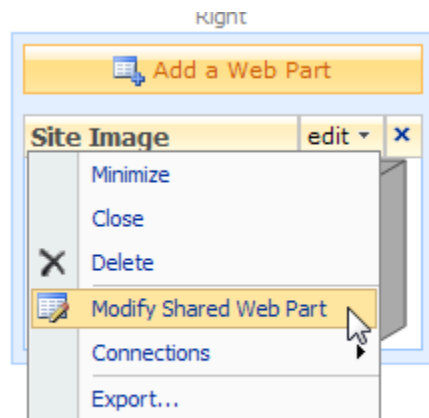 Right
Add a Web Part
Site Image edit
Minimize
Close
Delete
Modify Shared Web Part
Connections
Export...